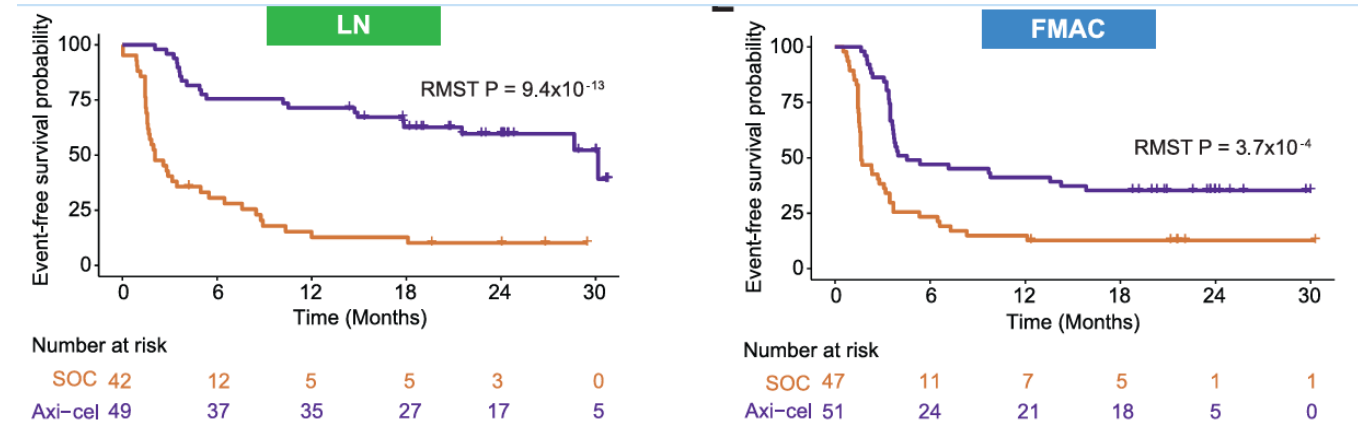 LN
Event-free survival probability
100
75
50
25
0
RMST P = 9.4x10-13
0 6 12 18 24 30
Time (Months)
Number at risk
SOC 42 12 5 5 3 0
Axi-cel 49 37 35 27 17 5
FMAC
Event-free survival probability
100
75
50
25
0
RMST P = 3.7x10-4
0 6 12 18 24 30
Time (Months)
Number at risk
SOC 47 11 7 5 1 1
Axi-cel 51 24 21 18 5 0